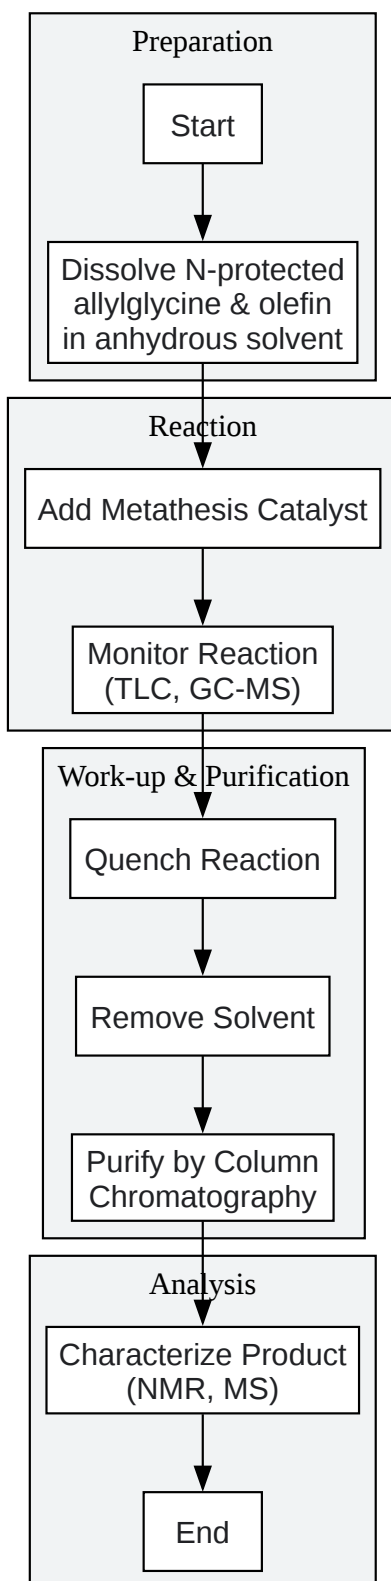 Preparation
Start
Dissolve N-protected
allylglycine & olefin
in anhydrous solvent
Reaction
Add Metathesis Catalyst
Monitor Reaction
(TLC, GC-MS)
Work-up & Purification
Quench Reaction
Remove Solvent
Purify by Column
Chromatography
Analysis
Characterize Product
(NMR, MS)
End